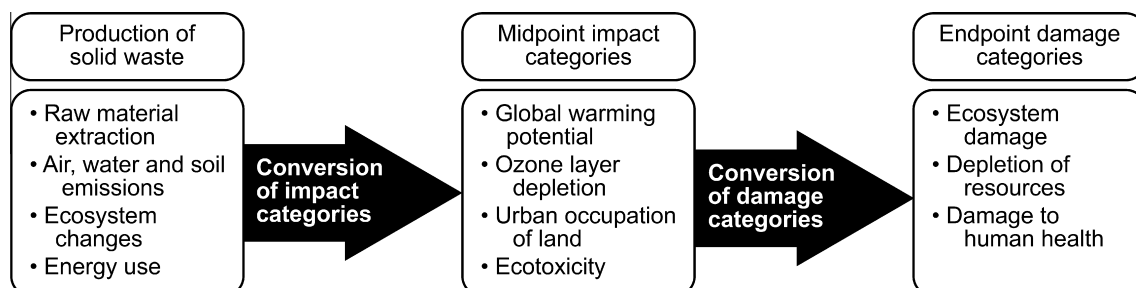 Production of
solid waste
• Raw material
extraction
• Air, water and soil
emissions
• Ecosystem
changes
• Energy use
Conversion
of impact
categories
Midpoint impact
categories
• Global warming
potential
• Ozone layer
depletion
• Urban occupation
of land
• Ecotoxicity
Conversion
of damage
categories
Endpoint damage
categories
• Ecosystem
damage
• Depletion of
resources
• Damage to
human health